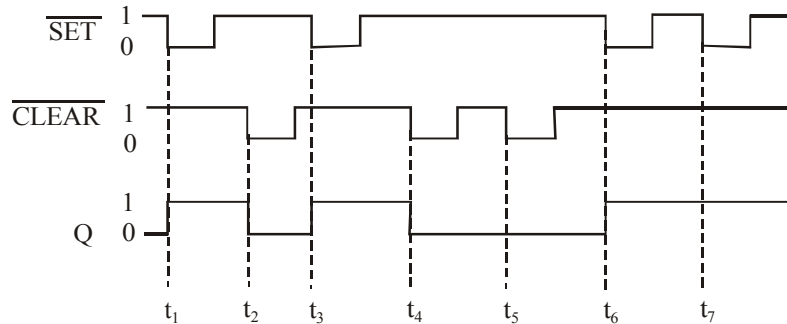 1
SET
0
CLEAR 1
0
1
Q 0
t₁ t₂ t₃ t₄ t₅ t₆ t₇